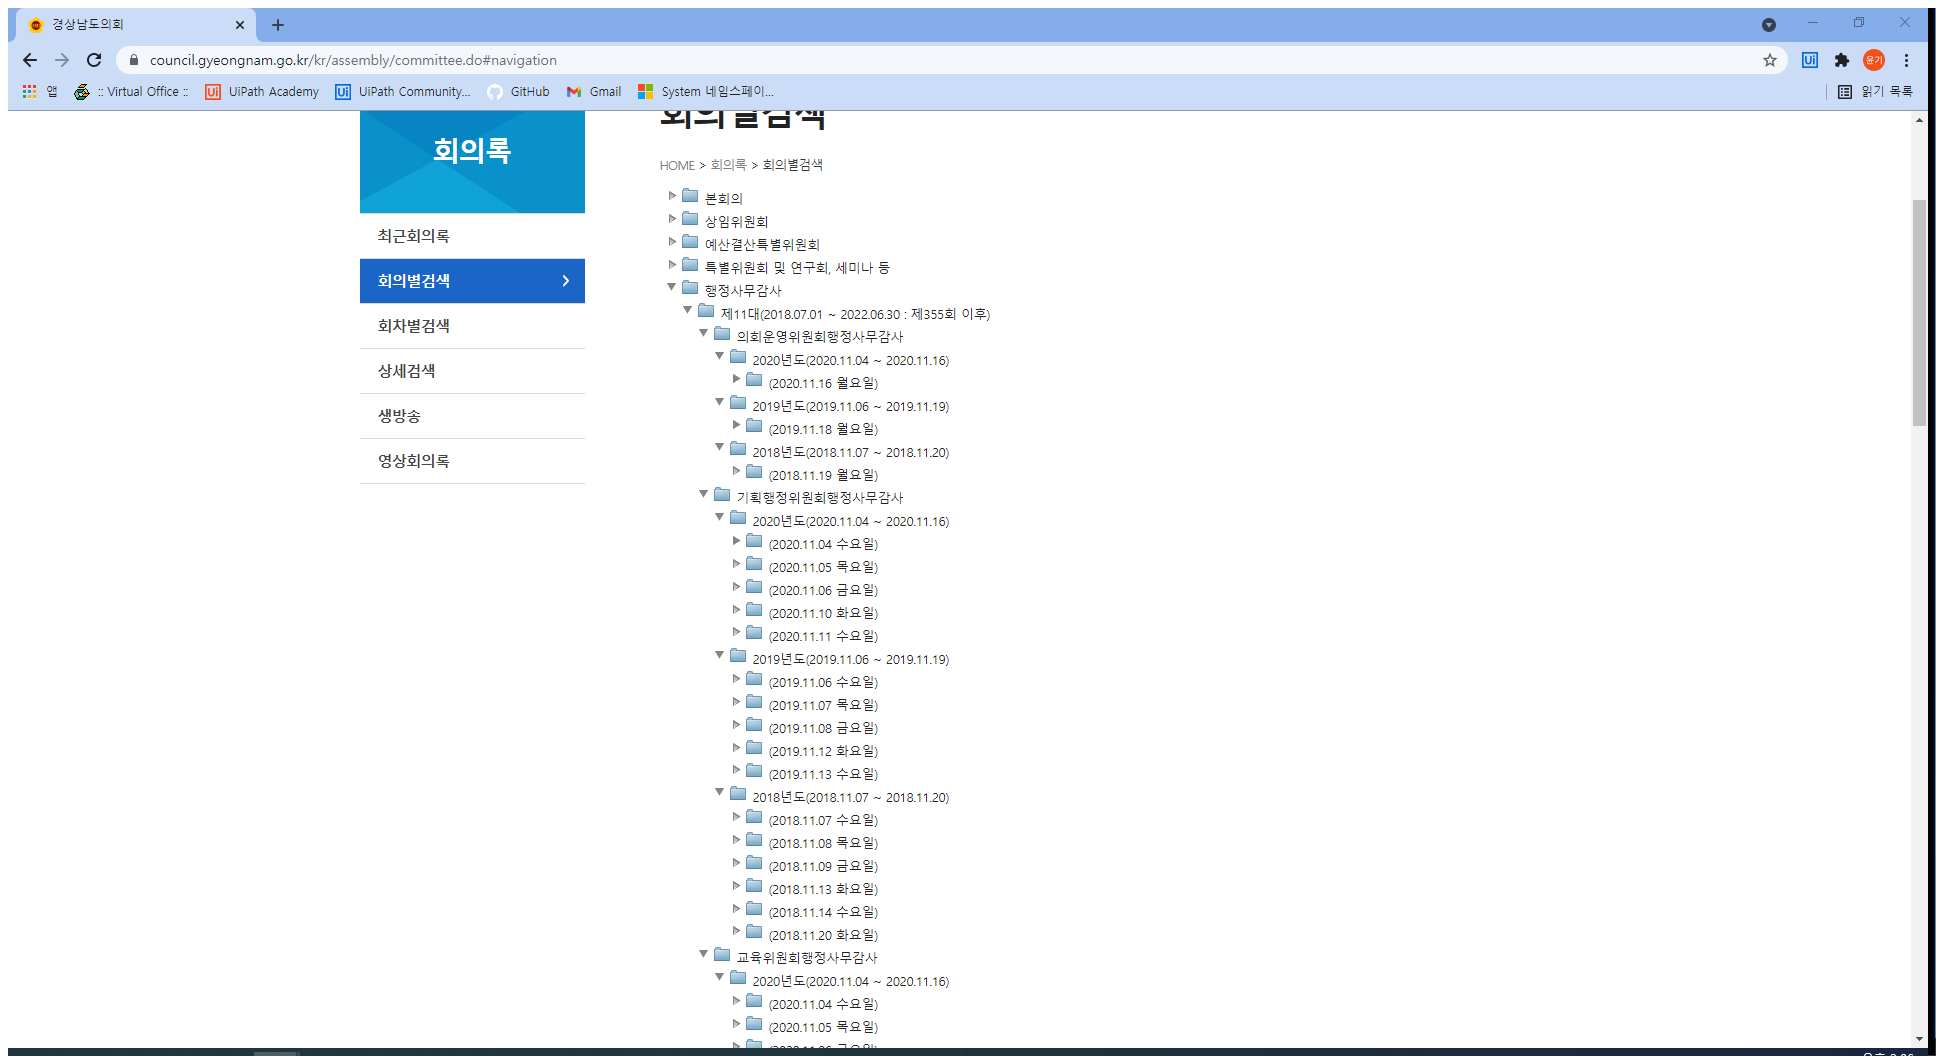 경상남도의회
council.gyeongnam.go.kr/kr/assembly/committee.do#navigation
윤기
앱
:: Virtual Office ::
UiPath Academy
UiPath Community...
GitHub
Gmail
System 네임스페이...
읽기 목록
회의록
최근회의록
회의별검색
회차별검색
상세검색
생방송
영상회의록
회의별검색
HOME > 회의록 > 회의별검색
본회의
상임위원회
예산결산특별위원회
특별위원회 및 연구회, 세미나 등
행정사무감사
제11대(2018.07.01 ~ 2022.06.30 : 제355회 이후)
의회운영위원회행정사무감사
2020년도(2020.11.04 ~ 2020.11.16)
(2020.11.16 월요일)
2019년도(2019.11.06 ~ 2019.11.19)
(2019.11.18 월요일)
2018년도(2018.11.07 ~ 2018.11.20)
(2018.11.19 월요일)
기획행정위원회행정사무감사
2020년도(2020.11.04 ~ 2020.11.16)
(2020.11.04 수요일)
(2020.11.05 목요일)
(2020.11.06 금요일)
(2020.11.10 화요일)
(2020.11.11 수요일)
2019년도(2019.11.06 ~ 2019.11.19)
(2019.11.06 수요일)
(2019.11.07 목요일)
(2019.11.08 금요일)
(2019.11.12 화요일)
(2019.11.13 수요일)
2018년도(2018.11.07 ~ 2018.11.20)
(2018.11.07 수요일)
(2018.11.08 목요일)
(2018.11.09 금요일)
(2018.11.13 화요일)
(2018.11.14 수요일)
(2018.11.20 화요일)
교육위원회행정사무감사
2020년도(2020.11.04 ~ 2020.11.16)
(2020.11.04 수요일)
(2020.11.05 목요일)